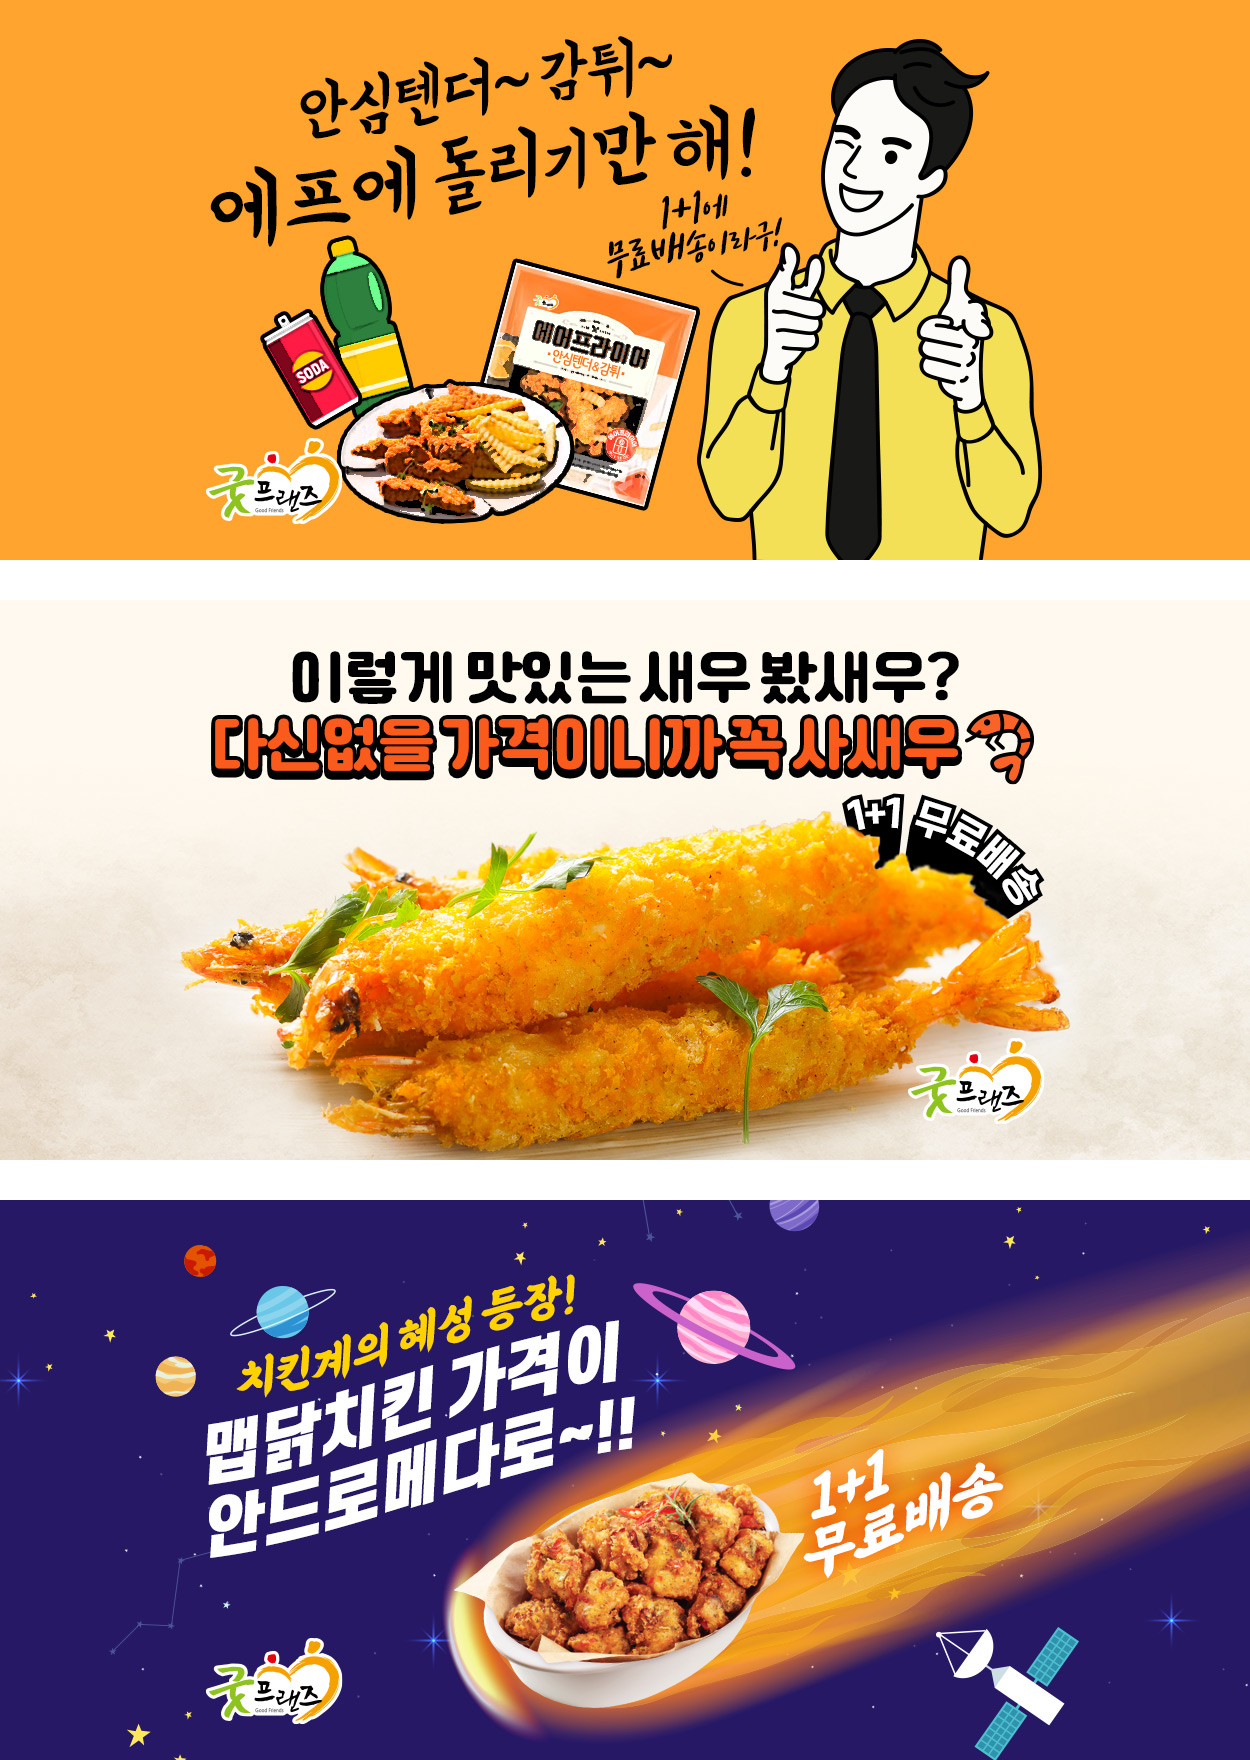 안심텐더~ 감튀~
에프에 돌리기만 해!
1+1에
무료배송이라구!
SODA
에어프라이어
안심텐더&감튀
굿프랜즈
Good Friends
이렇게 맛있는 새우 봤새우?
다신없을 가격이니까 꼭 사새우
1+1 무료배송
굿프랜즈
Good Friends
치킨계의 혜성 등장!
맵닭치킨 가격이
안드로메다로~!!
1+1
무료배송
굿프랜즈
Good Friends